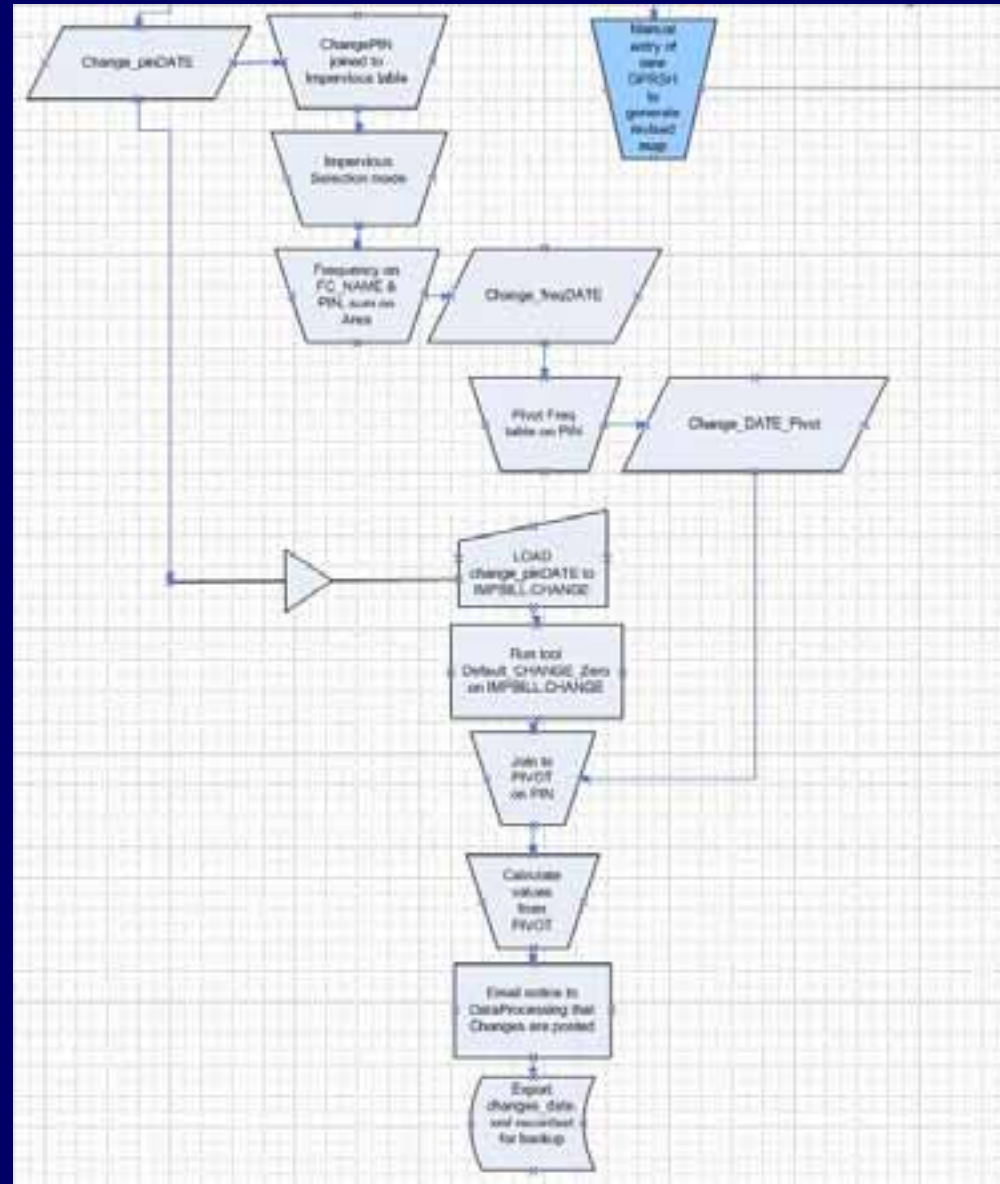 Change_pinDATE
ChangePIN
joined to
Impervious table
Manual
entry of
new
to
generate
revised
map
Impervious
Selection made
Frequency on
FC_NAME &
PIN, sum on
Area
Change_freqDATE
Pivot Freq
table on PIN
Change_DATE_Pivot
LOAD
change_pinDATE to
IMPBILL.CHANGE
Run tool
Default_CHANGE_Zero
on IMPBILL.CHANGE
Join to
PIVOT
on PIN
Calculate
values
from
PIVOT
Email notice to
DataProcessing that
Changes are posted
Export
changes_date
and
for backup